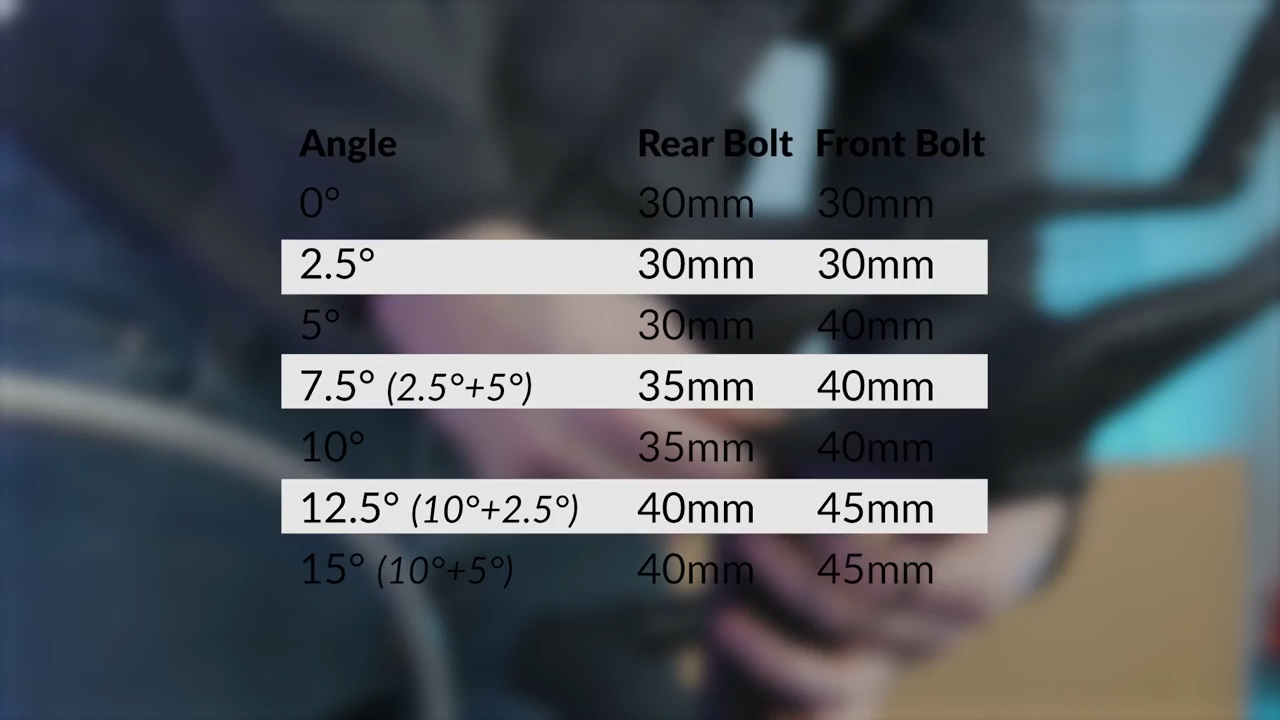 Angle Rear Bolt Front Bolt
0° 30mm 30mm
2.5° 30mm 30mm
5° 30mm 40mm
7.5° (2.5°+5°) 35mm 40mm
10° 35mm 40mm
12.5° (10°+2.5°) 40mm 45mm
15° (10°+5°) 40mm 45mm